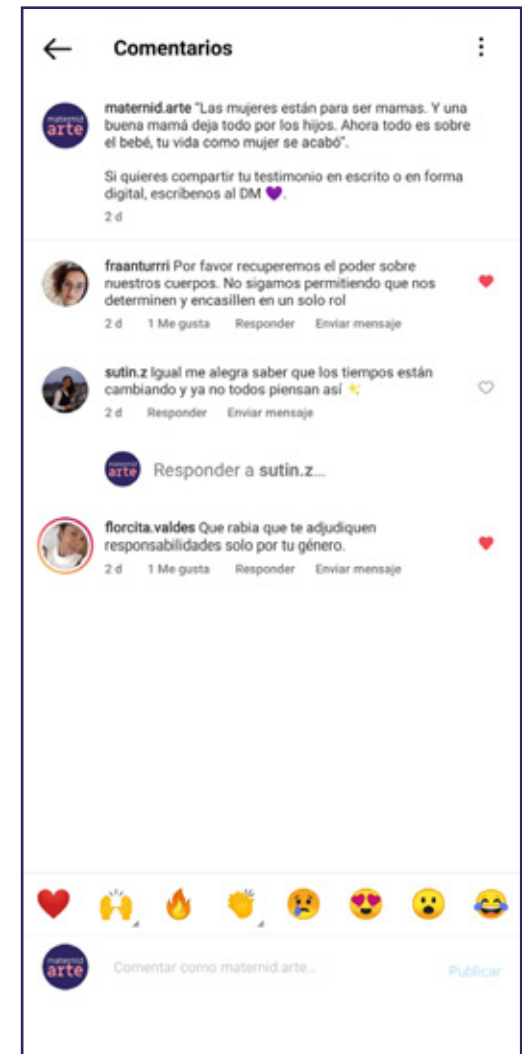 Comentarios
maternid
arte
maternid.arte "Las mujeres están para ser mamas. Y una
buena mamá deja todo por los hijos. Ahora todo es sobre
el bebé, tu vida como mujer se acabó".
Si quieres compartir tu testimonio en escrito o en forma
digital, escríbenos al DM 💜.
2 d
fraanturrri Por favor recuperemos el poder sobre
nuestros cuerpos. No sigamos permitiendo que nos
determinen y encasillen en un solo rol
2 d 1 Me gusta Responder Enviar mensaje
sutin.z Igual me alegra saber que los tiempos están
cambiando y ya no todos piensan así ✨
2 d Responder Enviar mensaje
maternid
arte
Responder a sutin.z...
florcita.valdes Que rabia que te adjudiquen
responsabilidades solo por tu género.
2 d 1 Me gusta Responder Enviar mensaje
maternid
arte
Comentar como maternid.arte... Publicar